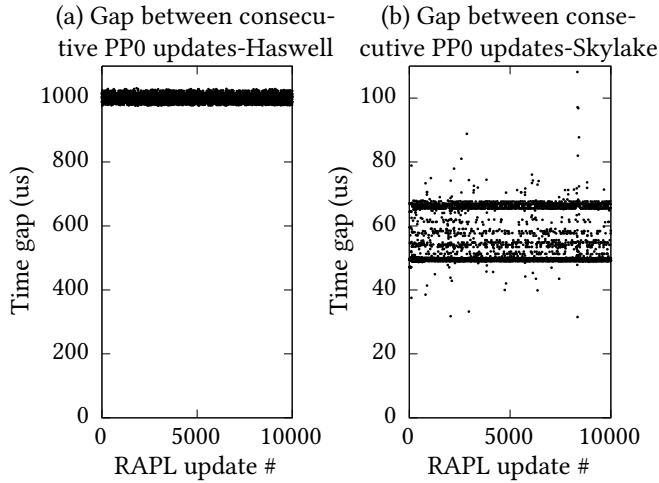 (a) Gap between consecu-
tive PP0 updates-Haswell
1000
800
600
400
200
0
Time gap (us)
0
5000
10000
RAPL update #
(b) Gap between conse-
cutive PP0 updates-Skylake
100
80
60
40
20
0
Time gap (us)
0
5000
10000
RAPL update #